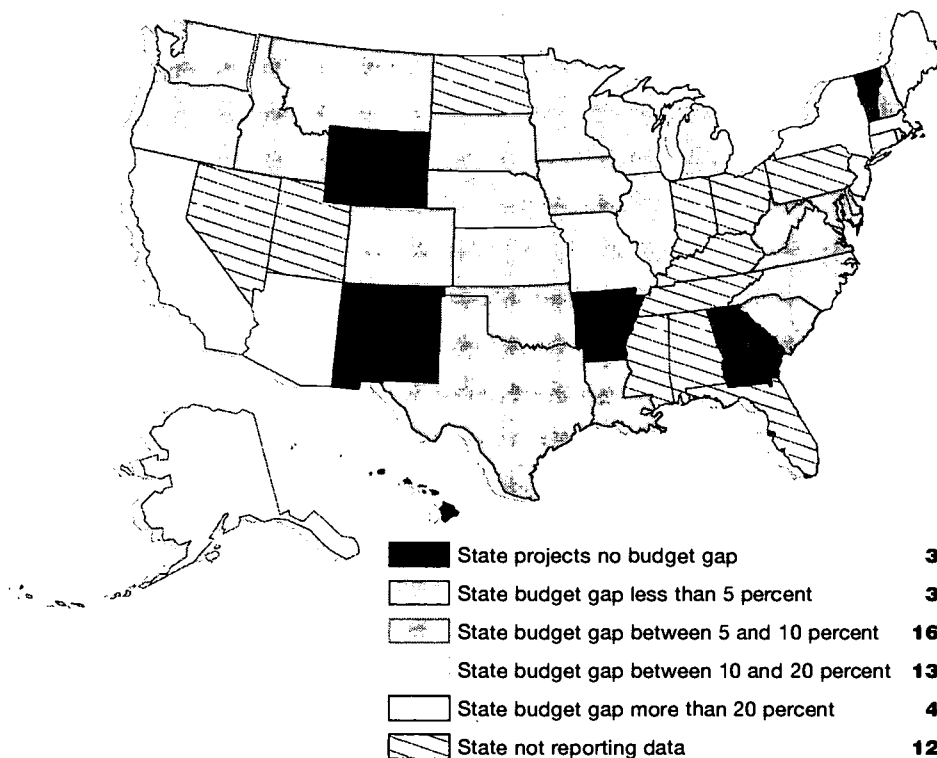 State projects no budget gap 3
State budget gap less than 5 percent 3
State budget gap between 5 and 10 percent 16
State budget gap between 10 and 20 percent 13
State budget gap more than 20 percent 4
State not reporting data 12